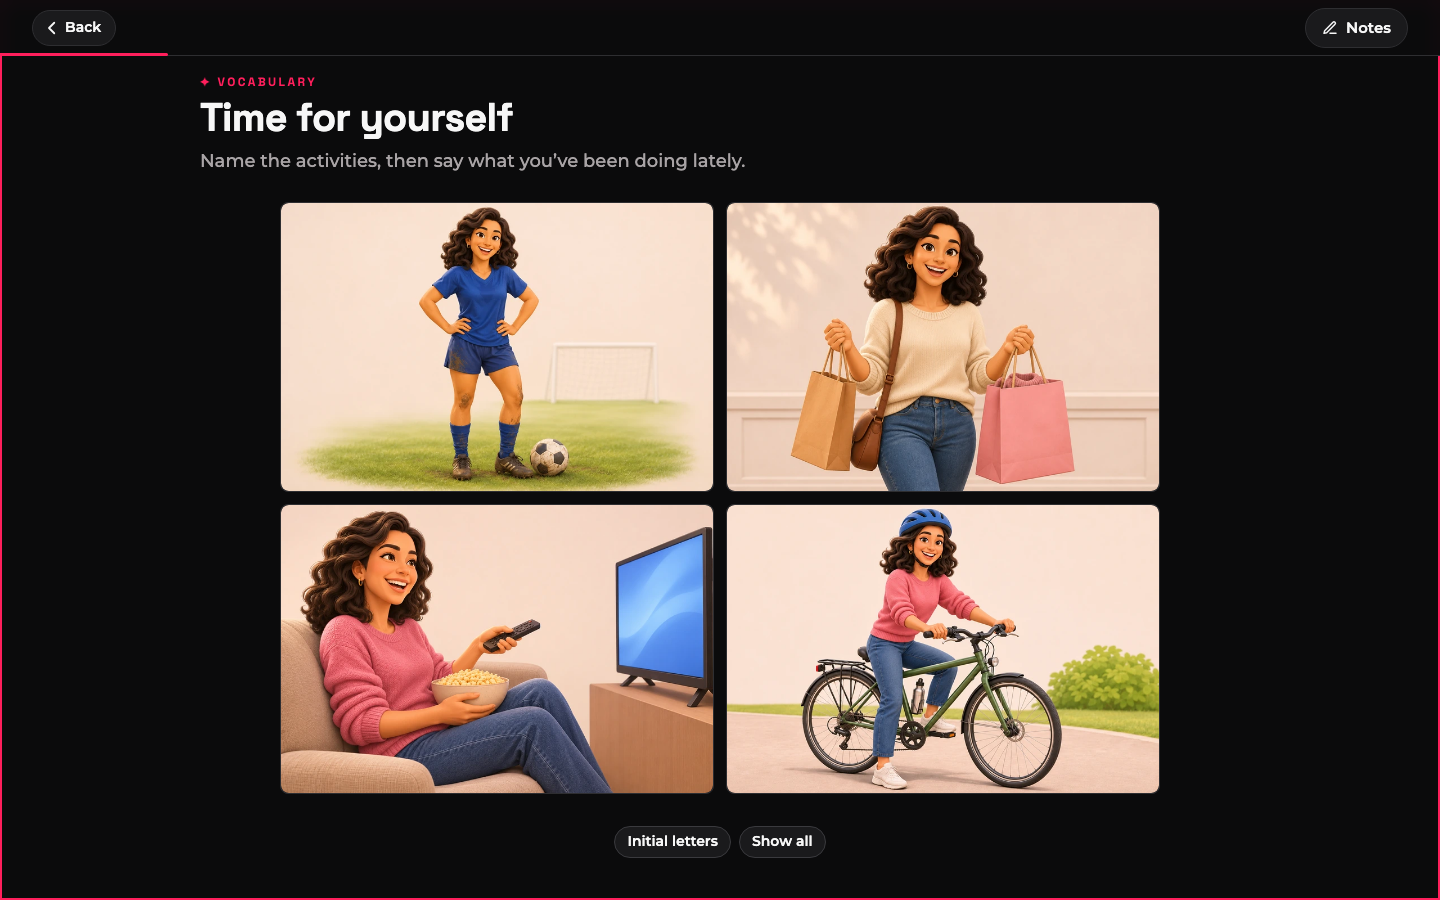 Back
Notes
VOCABULARY
Time for yourself
Name the activities, then say what you've been doing lately.
Initial letters
Show all